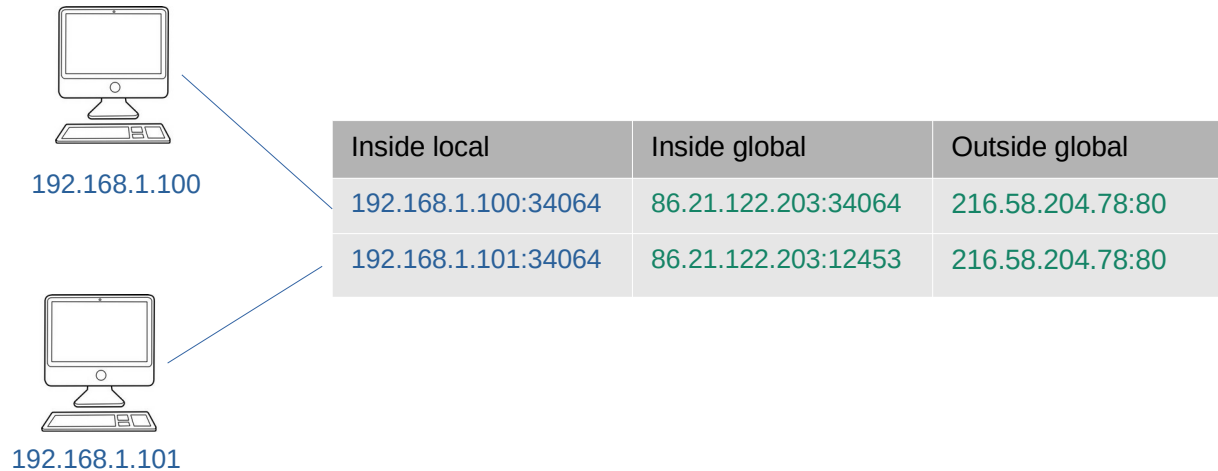 192.168.1.100
Inside local Inside global Outside global
192.168.1.100:34064 86.21.122.203:34064 216.58.204.78:80
192.168.1.101:34064 86.21.122.203:12453 216.58.204.78:80
192.168.1.101